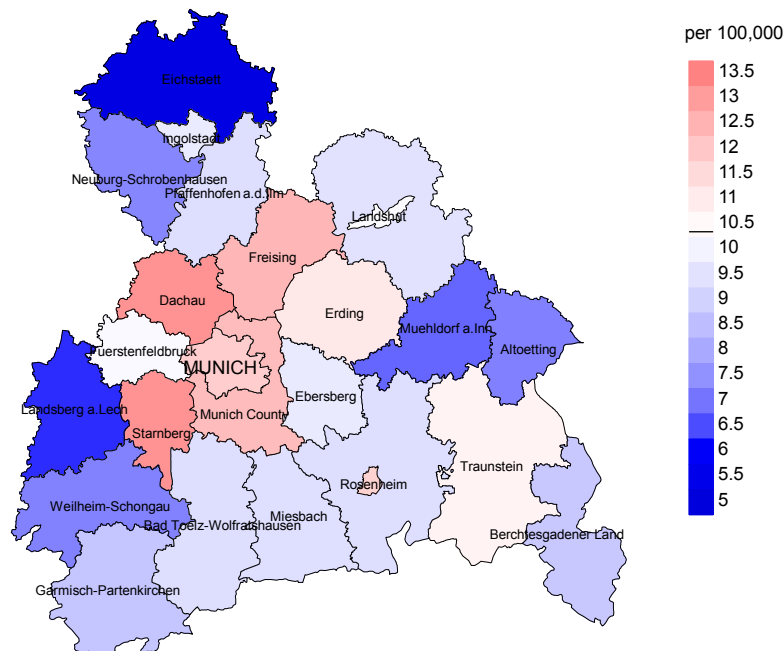 per 100,000
13.5
13
12.5
12
11.5
11
10.5
10
9.5
9
8.5
8
7.5
7
6.5
6
5.5
5
Eichstaett
Ingolstadt
Neuburg-Schrobenhausen
Pfaffenhofen a.d.Ilm
Landshut
Freising
Dachau
Erding
Muehldorf a.Inn
Altoetting
Fuerstenfeldbruck
MUNICH
Ebersberg
Landsberg a.Lech
Munich County
Starnberg
Traunstein
Rosenheim
Weilheim-Schongau
Miesbach
Bad Toelz-Wolfratshausen
Berchtesgadener Land
Garmisch-Partenkirchen